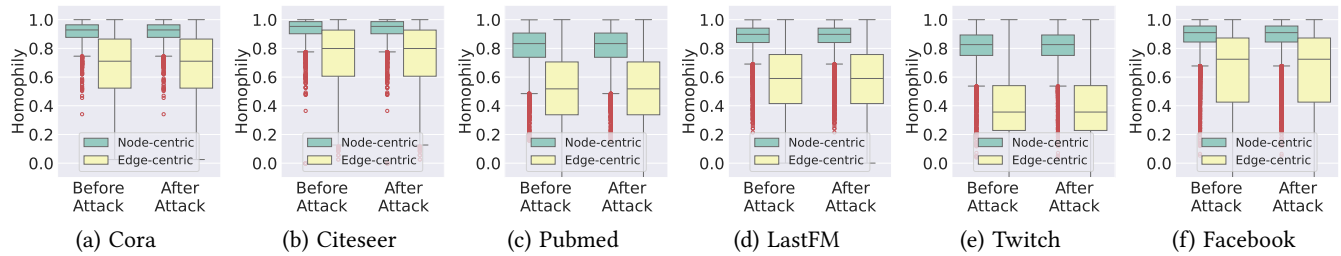 Homophily
1.0
0.8
0.6
0.4
0.2
0.0
Node-centric
Edge-centric
Before
Attack
After
Attack
(a) Cora
Homophily
1.0
0.8
0.6
0.4
0.2
0.0
Node-centric
Edge-centric
Before
Attack
After
Attack
(b) Citeseer
Homophily
1.0
0.8
0.6
0.4
0.2
0.0
Node-centric
Edge-centric
Before
Attack
After
Attack
(c) Pubmed
Homophily
1.0
0.8
0.6
0.4
0.2
0.0
Node-centric
Edge-centric
Before
Attack
After
Attack
(d) LastFM
Homophily
1.0
0.8
0.6
0.4
0.2
0.0
Node-centric
Edge-centric
Before
Attack
After
Attack
(e) Twitch
Homophily
1.0
0.8
0.6
0.4
0.2
0.0
Node-centric
Edge-centric
Before
Attack
After
Attack
(f) Facebook